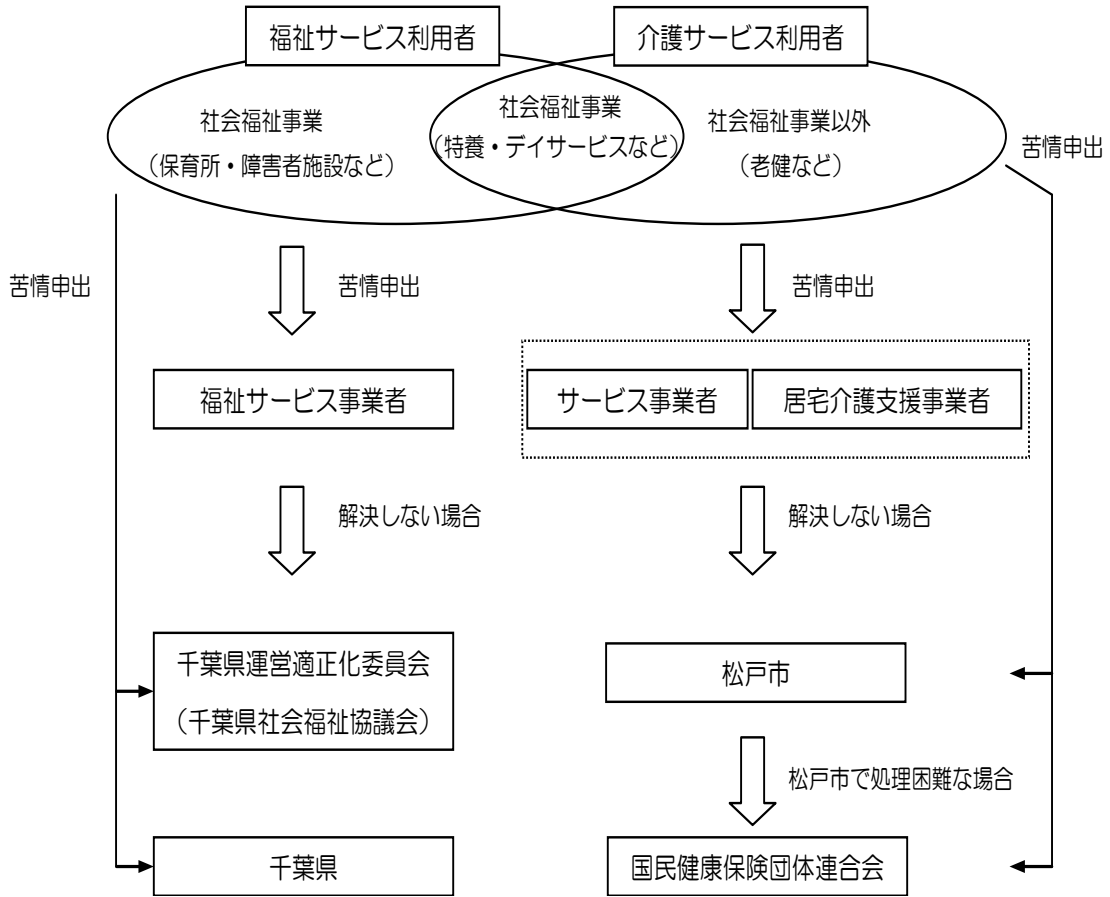 福祉サービス利用者
介護サービス利用者
社会福祉事業
（保育所・障害者施設など）
社会福祉事業
（特養・デイサービスなど）
社会福祉事業以外
（老健など）
苦情申出
苦情申出
苦情申出
苦情申出
福祉サービス事業者
サービス事業者
居宅介護支援事業者
解決しない場合
解決しない場合
千葉県運営適正化委員会
（千葉県社会福祉協議会）
松戸市
松戸市で処理困難な場合
千葉県
国民健康保険団体連合会